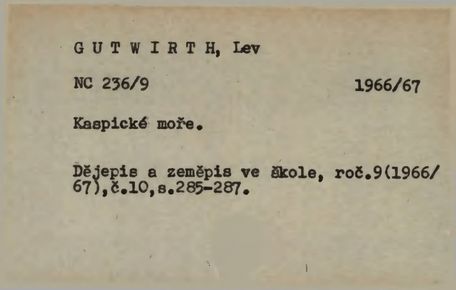 G U T W I R T H, Lev
NC 236/9 1966/67
Kaspické moře.
Dějepis a zeměpis ve škole, roč.9(1966/
67),č.10,s.285-287.